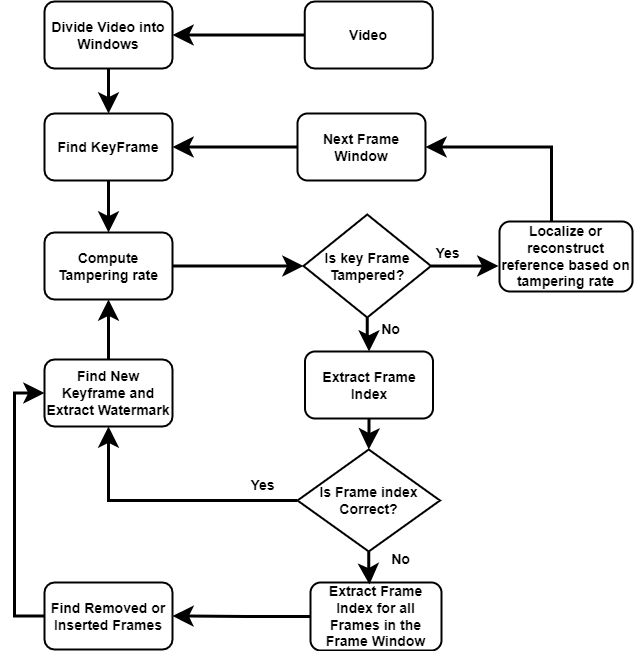 Divide Video into
Windows
Video
Find KeyFrame
Next Frame
Window
Compute
Tampering rate
Is key Frame
Tampered?
Yes
Localize or
reconstruct
reference based on
tampering rate
No
Find New
Keyframe and
Extract Watermark
Extract Frame
Index
Yes
Is Frame index
Correct?
No
Find Removed or
Inserted Frames
Extract Frame
Index for all
Frames in the
Frame Window